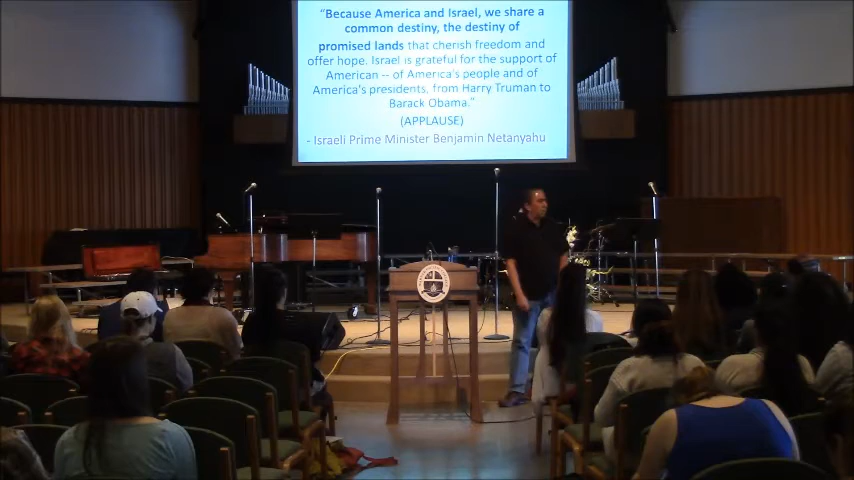 "Because America and Israel, we share a
common destiny, the destiny of
promised lands that cherish freedom and
offer hope. Israel is grateful for the support of
American -- of America's people and of
America's presidents, from Harry Truman to
Barack Obama."
(APPLAUSE)
- Israeli Prime Minister Benjamin Netanyahu